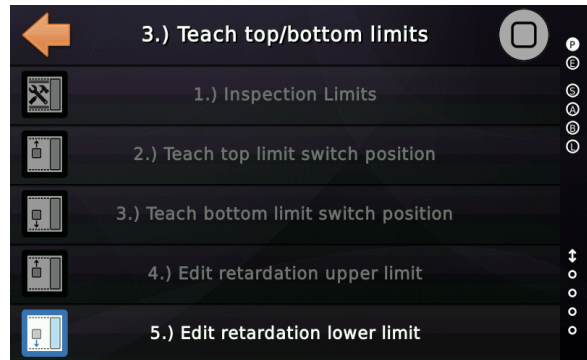 3.) Teach top/bottom limits
1.) Inspection Limits
2.) Teach top limit switch position
3.) Teach bottom limit switch position
4.) Edit retardation upper limit
5.) Edit retardation lower limit
P
E
S
A
B
L